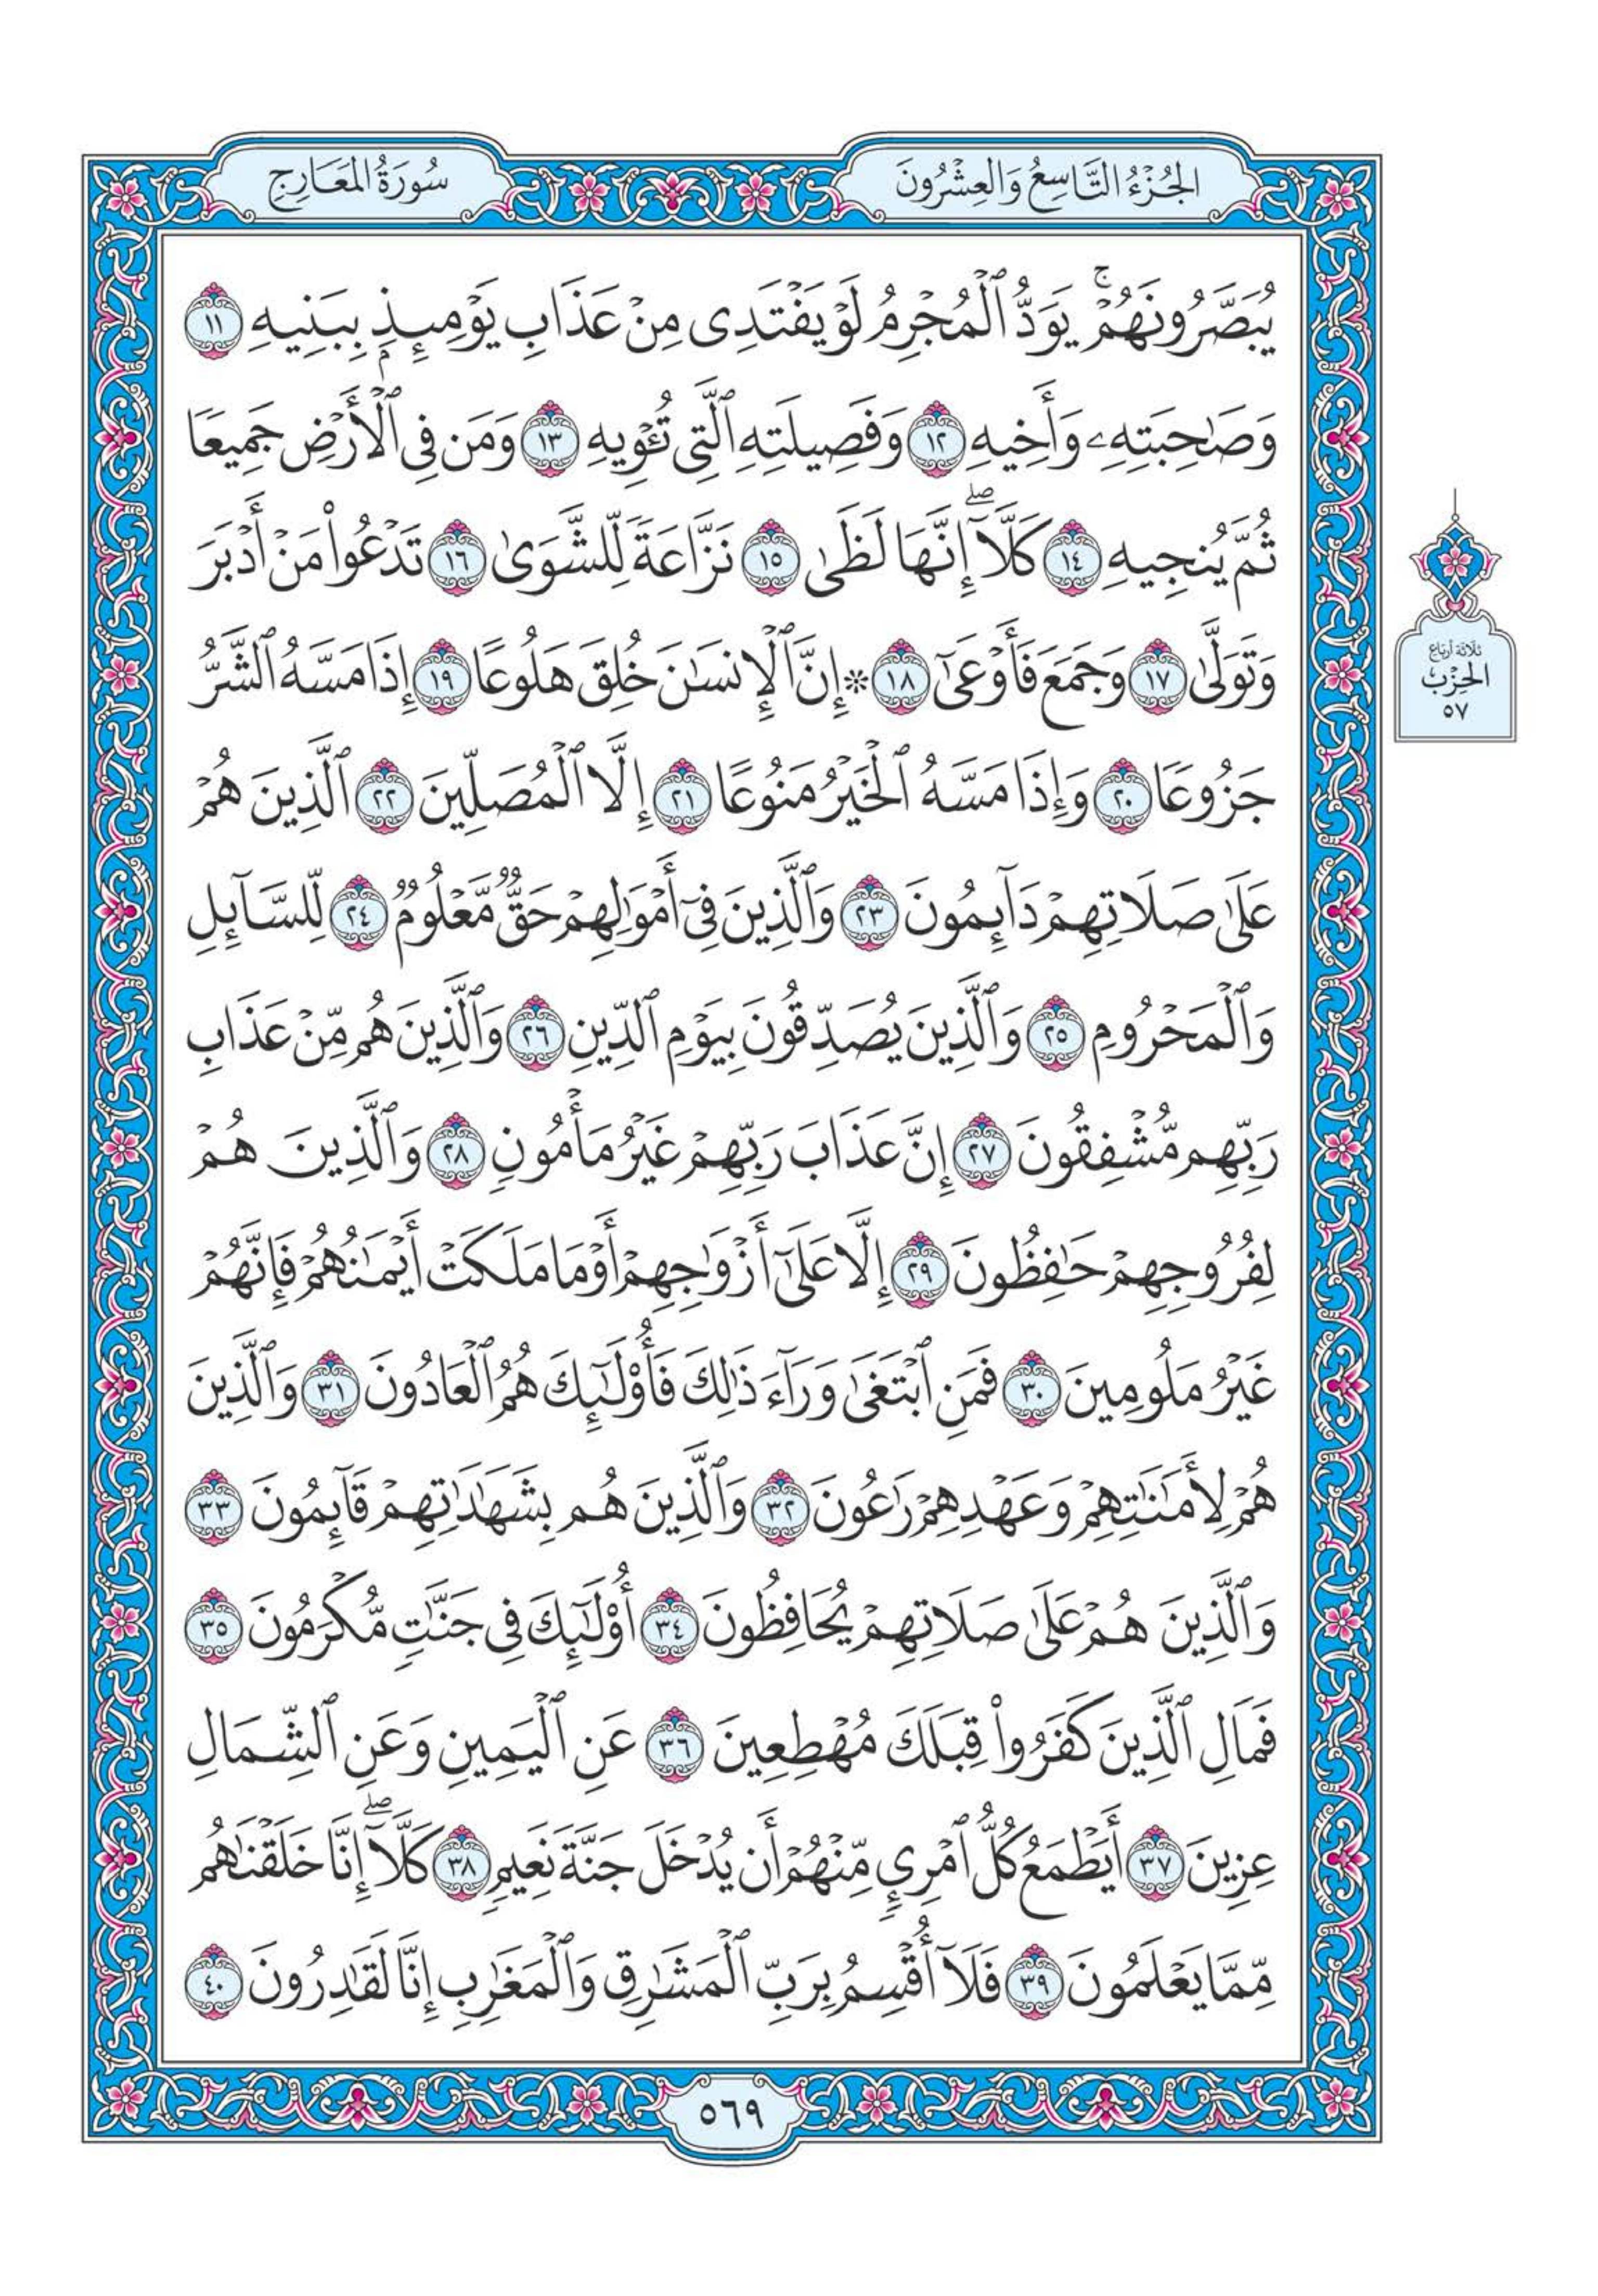 الجُزْءُ التَّاسِعُ وَالعِشْرُونَ
سُورَةُ المَعَارِجِ
يُبَصَّرُونَهُمْۚ يَوَدُّ ٱلْمُجْرِمُ لَوْ يَفْتَدِى مِنْ عَذَابِ يَوْمِئِذِۭ بِبَنِيهِ ١١
وَصَٰحِبَتِهِۦ وَأَخِيهِ ١٢ وَفَصِيلَتِهِ ٱلَّتِى تُـْٔوِيهِ ١٣ وَمَن فِى ٱلْأَرْضِ جَمِيعًا
ثُمَّ يُنجِيهِ ١٤ كَلَّآۖ إِنَّهَا لَظَىٰ ١٥ نَزَّاعَةً لِّلشَّوَىٰ ١٦ تَدْعُوا۟ مَنْ أَدْبَرَ
وَتَوَلَّىٰ ١٧ وَجَمَعَ فَأَوْعَىٰٓ ١٨ ۞ إِنَّ ٱلْإِنسَٰنَ خُلِقَ هَلُوعًا ١٩ إِذَا مَسَّهُ ٱلشَّرُّ
جَزُوعًا ٢٠ وَإِذَا مَسَّهُ ٱلْخَيْرُ مَنُوعًا ٢١ إِلَّا ٱلْمُصَلِّينَ ٢٢ ٱلَّذِينَ هُمْ
عَلَىٰ صَلَاتِهِمْ دَآئِمُونَ ٢٣ وَٱلَّذِينَ فِىٓ أَمْوَٰلِهِمْ حَقٌّ مَّعْلُومٌ ٢٤ لِّلسَّآئِلِ
وَٱلْمَحْرُومِ ٢٥ وَٱلَّذِينَ يُصَدِّقُونَ بِيَوْمِ ٱلدِّينِ ٢٦ وَٱلَّذِينَ هُم مِّنْ عَذَابِ
رَبِّهِم مُّشْفِقُونَ ٢٧ إِنَّ عَذَابَ رَبِّهِمْ غَيْرُ مَأْمُونٍ ٢٨ وَٱلَّذِينَ هُمْ
لِفُرُوجِهِمْ حَٰفِظُونَ ٢٩ إِلَّا عَلَىٰٓ أَزْوَٰجِهِمْ أَوْ مَا مَلَكَتْ أَيْمَٰنُهُمْ فَإِنَّهُمْ
غَيْرُ مَلُومِينَ ٣٠ فَمَنِ ٱبْتَغَىٰ وَرَآءَ ذَٰلِكَ فَأُو۟لَٰٓئِكَ هُمُ ٱلْعَادُونَ ٣١ وَٱلَّذِينَ
هُمْ لِأَمَٰنَٰتِهِمْ وَعَهْدِهِمْ رَٰعُونَ ٣٢ وَٱلَّذِينَ هُم بِشَهَٰدَٰتِهِمْ قَآئِمُونَ ٣٣
وَٱلَّذِينَ هُمْ عَلَىٰ صَلَاتِهِمْ يُحَافِظُونَ ٣٤ أُو۟لَٰٓئِكَ فِى جَنَّٰتٍ مُّكْرَمُونَ ٣٥
فَمَالِ ٱلَّذِينَ كَفَرُوا۟ قِبَلَكَ مُهْطِعِينَ ٣٦ عَنِ ٱلْيَمِينِ وَعَنِ ٱلشِّمَالِ
عِزِينَ ٣٧ أَيَطْمَعُ كُلُّ ٱمْرِئٍ مِّنْهُمْ أَن يُدْخَلَ جَنَّةَ نَعِيمٍ ٣٨ كَلَّآۖ إِنَّا خَلَقْنَٰهُم
مِّمَّا يَعْلَمُونَ ٣٩ فَلَآ أُقْسِمُ بِرَبِّ ٱلْمَشَٰرِقِ وَٱلْمَغَٰرِبِ إِنَّا لَقَٰدِرُونَ ٤٠
ثلاثة أرباع
الحِزْب
٥٧
٥٦٩